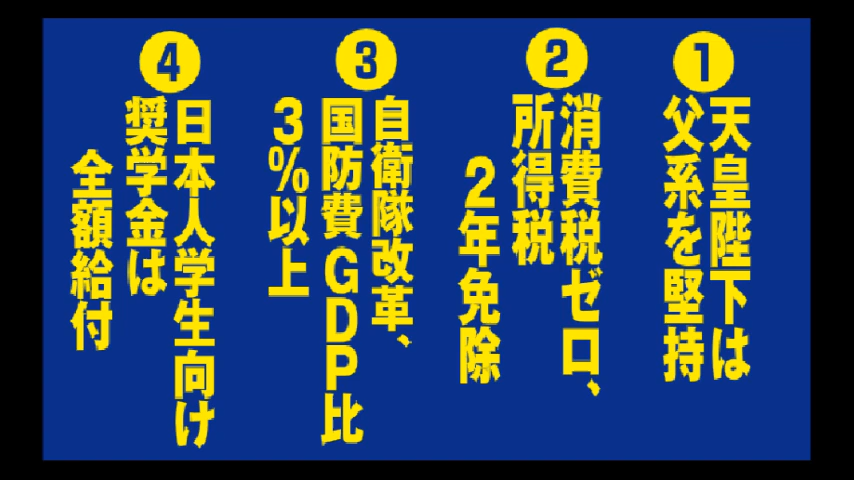 1
天皇陛下は
父系を堅持
2
消費税ゼロ、
所得税
2年免除
3
自衛隊改革、
国防費GDP比
3%以上
4
日本人学生向け
奨学金は
全額給付